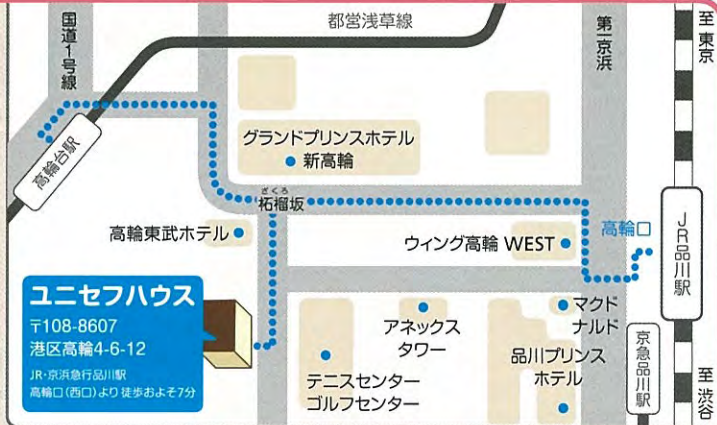 国道1号線
都営浅草線
第一京浜
至 東京
高輪台駅
グランドプリンスホテル
新高輪
ざくろ
柘榴坂
高輪東武ホテル
ウィング高輪 WEST
高輪口
JR品川駅
ユニセフハウス
〒108-8607
港区高輪4-6-12
JR・京浜急行品川駅
高輪口(西口)より 徒歩およそ7分
アネックス
タワー
テニスセンター
ゴルフセンター
マクド
ナルド
品川プリンス
ホテル
京急品川駅
至 渋谷